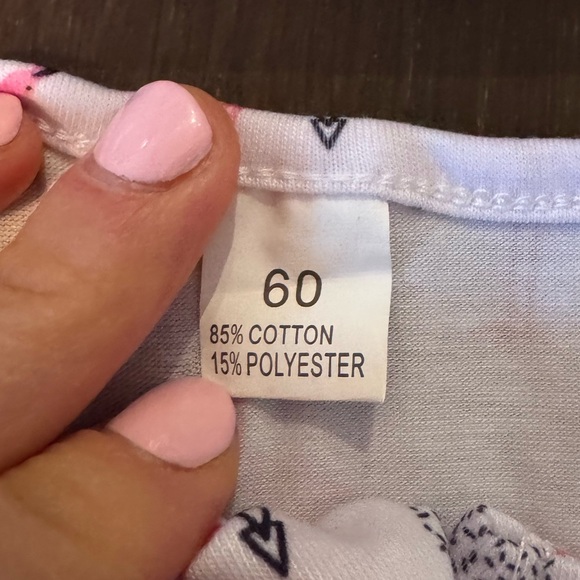 60
85% COTTON
15% POLYESTER